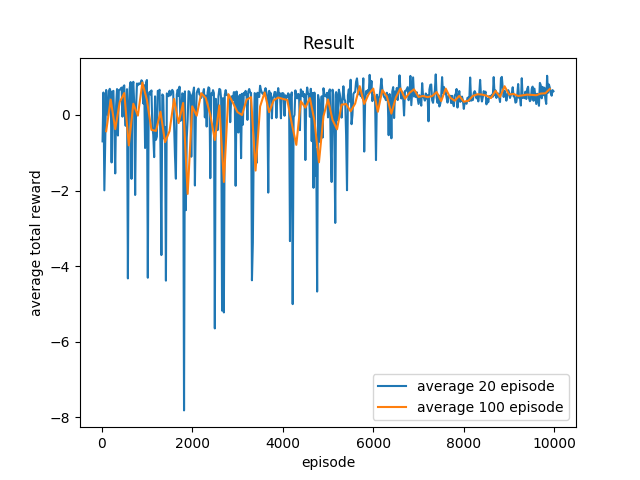 Result
average total reward
0
−2
−4
−6
−8
0
2000
4000
6000
8000
10000
episode
average 20 episode
average 100 episode